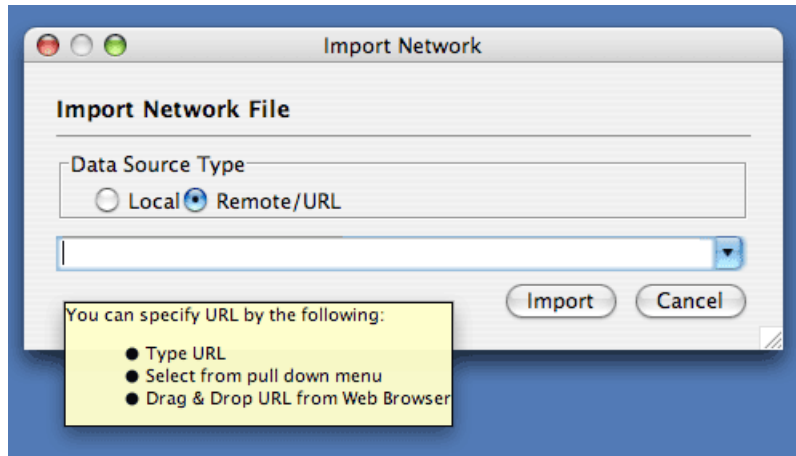 Import Network
Import Network File
Data Source Type
Local Remote/URL
Import Cancel
You can specify URL by the following:
● Type URL
● Select from pull down menu
● Drag & Drop URL from Web Browser